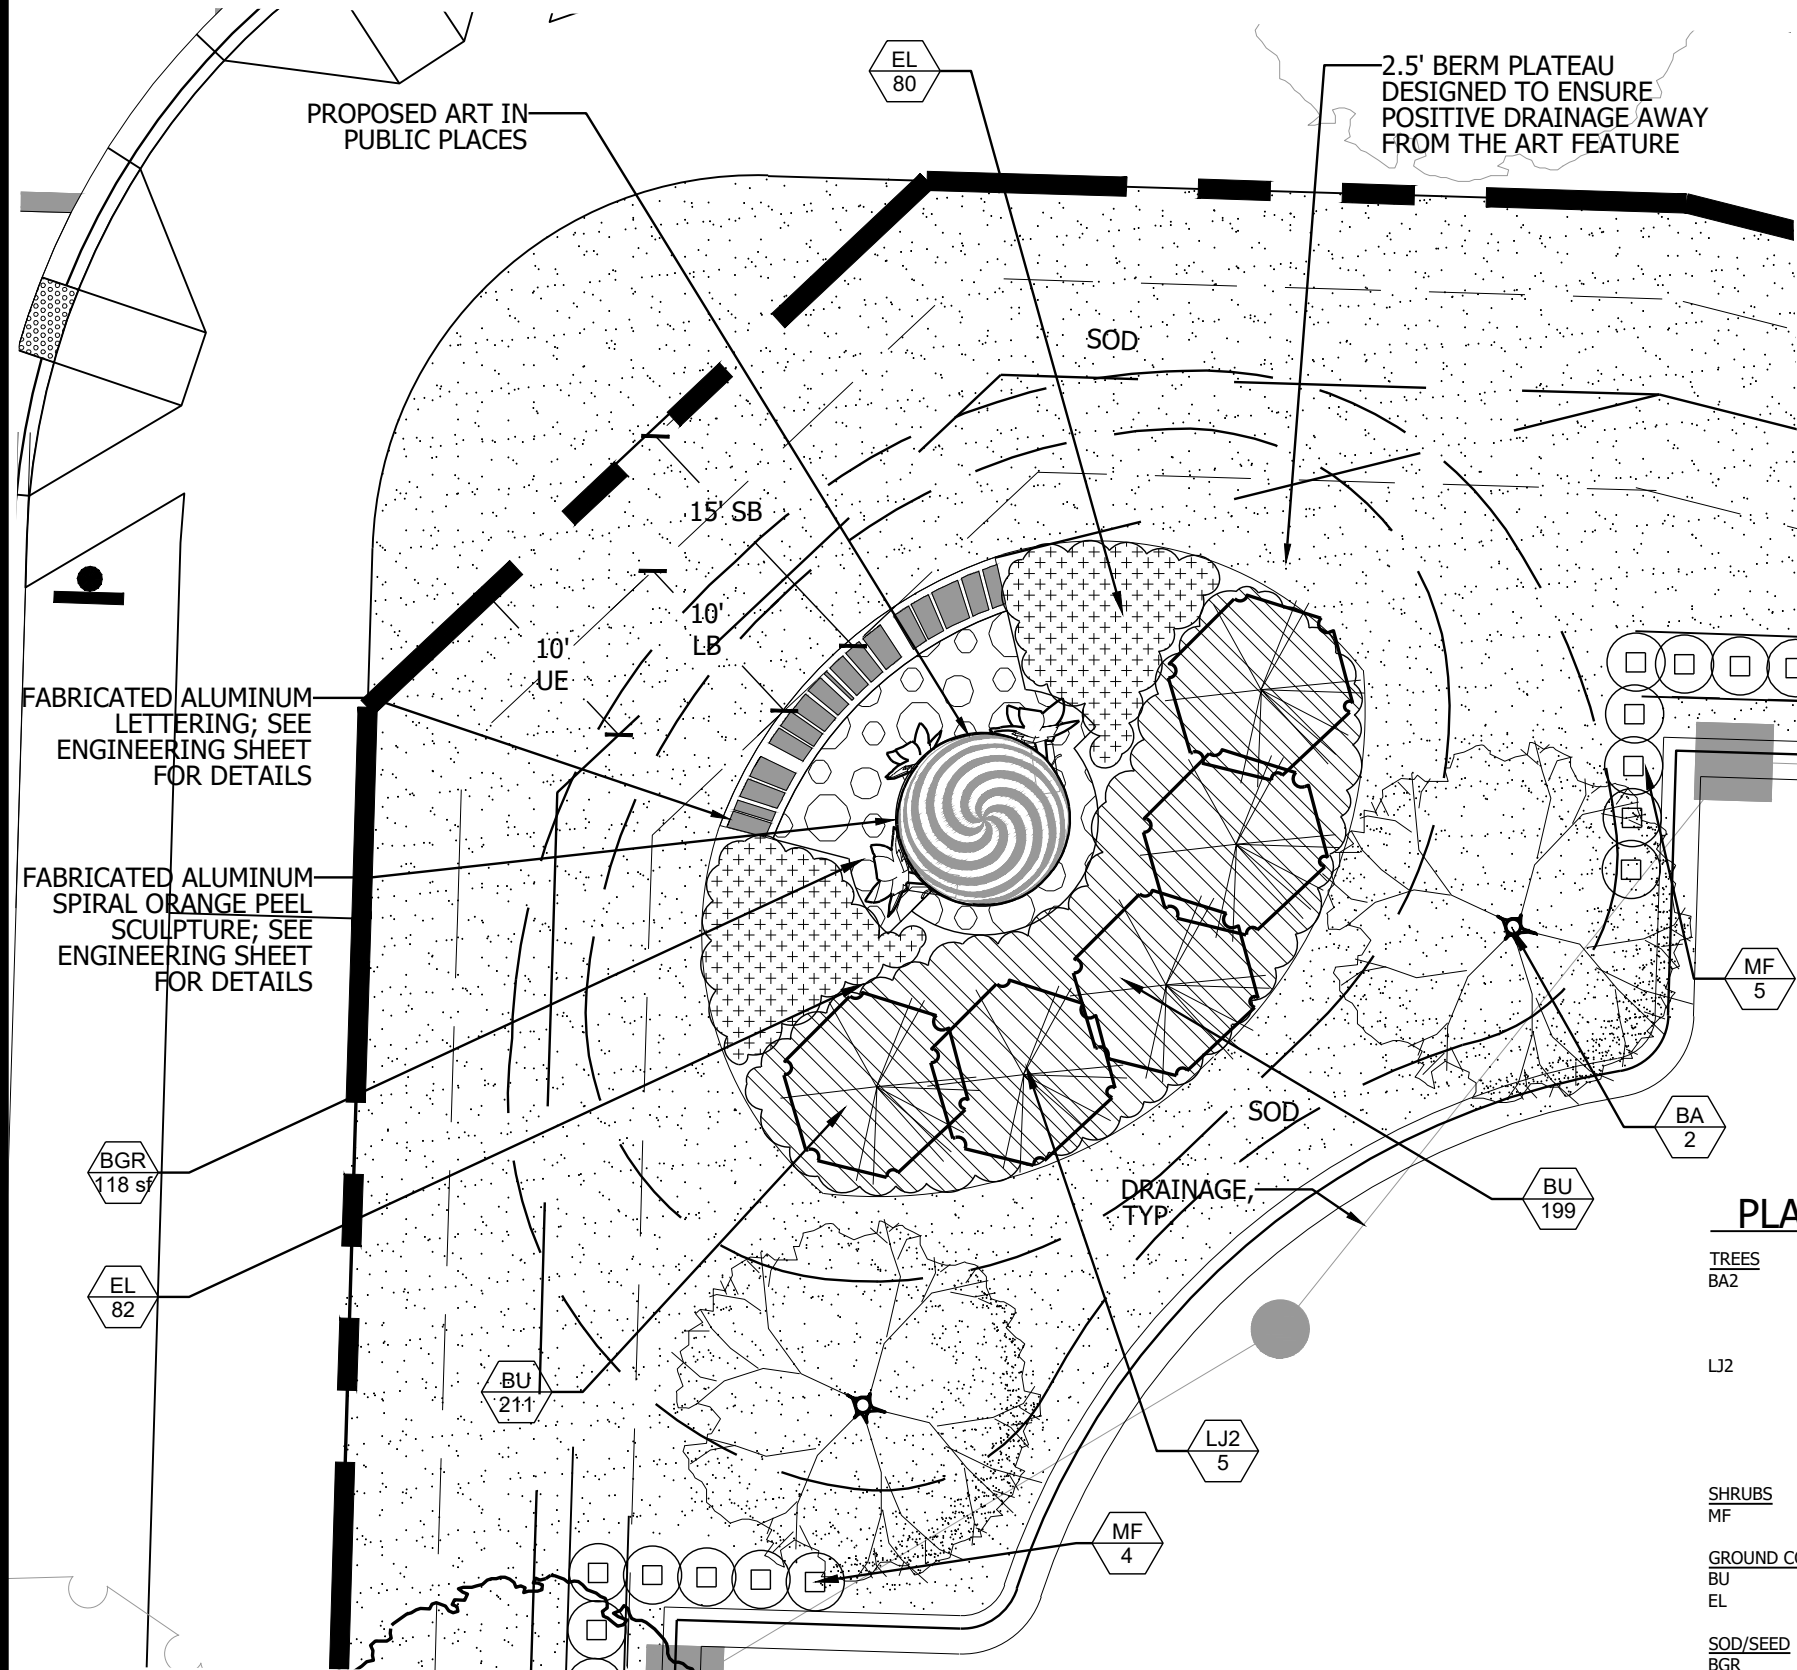 EL
80
2.5' BERM PLATEAU
DESIGNED TO ENSURE
POSITIVE DRAINAGE AWAY
FROM THE ART FEATURE
PROPOSED ART IN
PUBLIC PLACES
SOD
15' SB
10'
LB
10'
UE
FABRICATED ALUMINUM
LETTERING; SEE
ENGINEERING SHEET
FOR DETAILS
FABRICATED ALUMINUM
SPIRAL ORANGE PEEL
SCULPTURE; SEE
ENGINEERING SHEET
FOR DETAILS
MF
5
SOD
BA
2
BGR
118 sf
DRAINAGE,
TYP.
BU
199
EL
82
BU
211
LJ2
5
MF
4
PLA
TREES
BA2
LJ2
SHRUBS
MF
GROUND CO
BU
EL
SOD/SEED
BGR